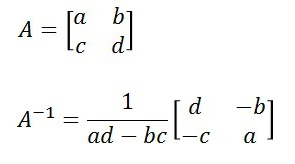 A = [a b
c d]
A⁻¹ = 1/(ad − bc) [d −b
−c a]